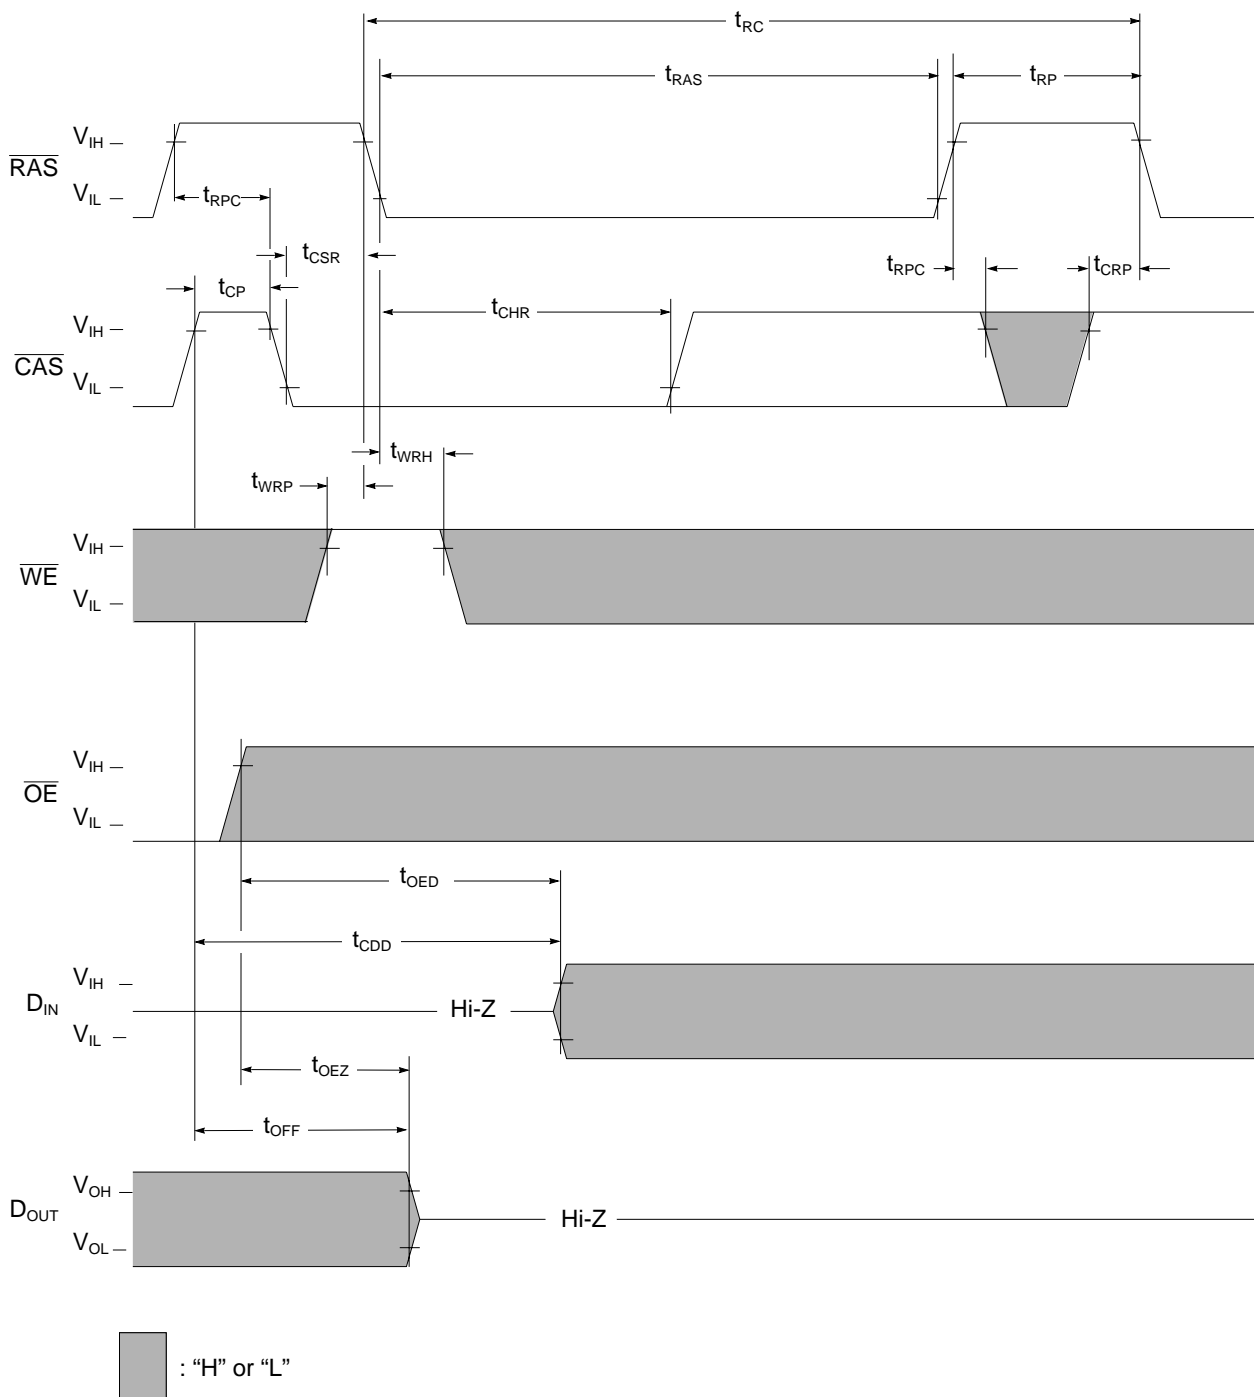 tRC
tRAS
tRP
VIH
RAS
VIL
tRPC
tCSR
tRPC
tCRP
tCP
tCHR
VIH
CAS
VIL
tWRH
tWRP
VIH
WE
VIL
VIH
OE
VIL
tOED
tCDD
VIH
DIN
Hi-Z
VIL
tOEZ
tOFF
VOH
DOUT
Hi-Z
VOL
: “H” or “L”